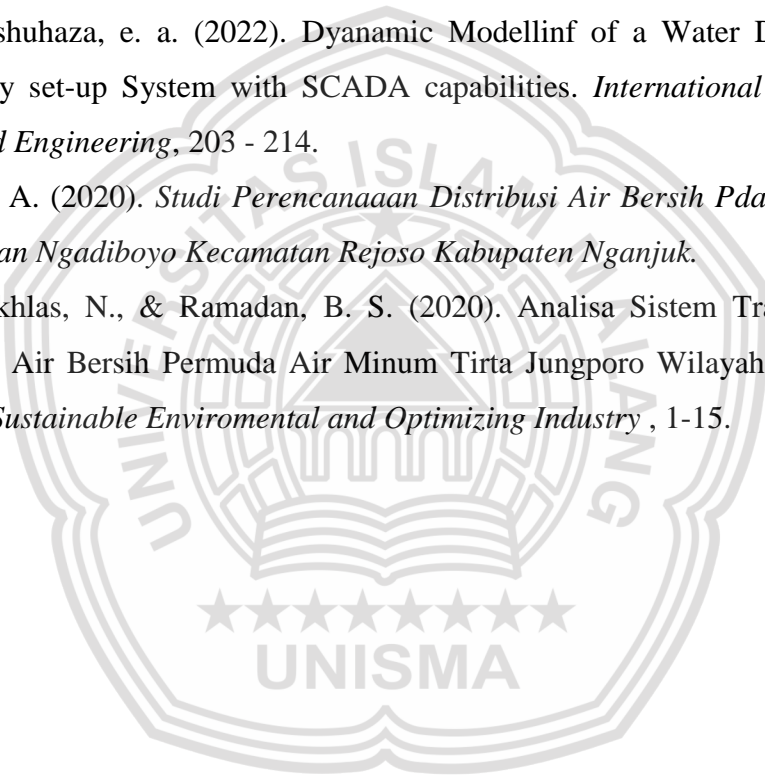 shuhaza, e. a. (2022). Dyanamic Modellinf of a Water D
y set-up System with SCADA capabilities. International
d Engineering, 203 - 214.
A. (2020). Studi Perencanaaan Distribusi Air Bersih Pda
an Ngadiboyo Kecamatan Rejoso Kabupaten Nganjuk.
khlas, N., & Ramadan, B. S. (2020). Analisa Sistem Tra
Air Bersih Permuda Air Minum Tirta Jungporo Wilayah
Sustainable Enviromental and Optimizing Industry , 1-15.
UNIVERSITAS ISLAM MALANG
UNISMA